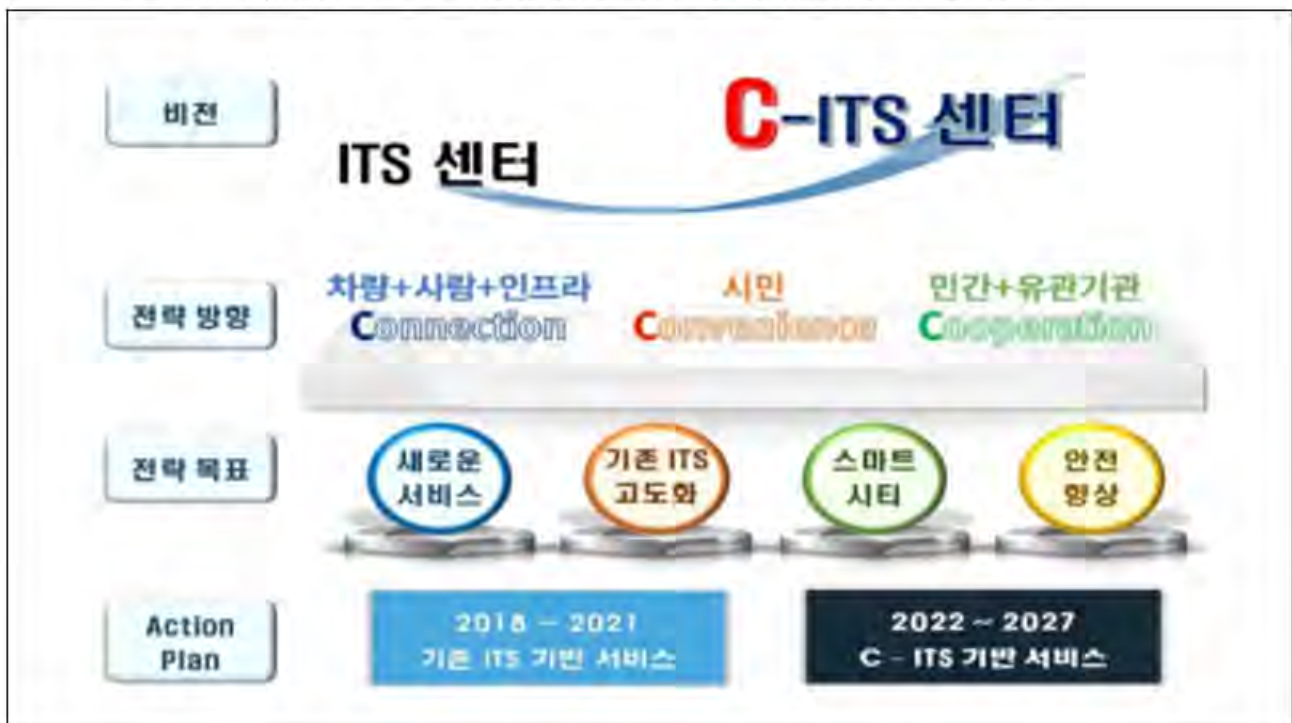 비전
ITS 센터
C-ITS 센터
전략 방향
차량+사람+인프라
Connection
시민
Convenience
민간+유관기관
Cooperation
전략 목표
새로운
서비스
기존 ITS
고도화
스마트
시티
안전
향상
Action
Plan
2018 ~ 2021
기존 ITS 기반 서비스
2022 ~ 2027
C - ITS 기반 서비스